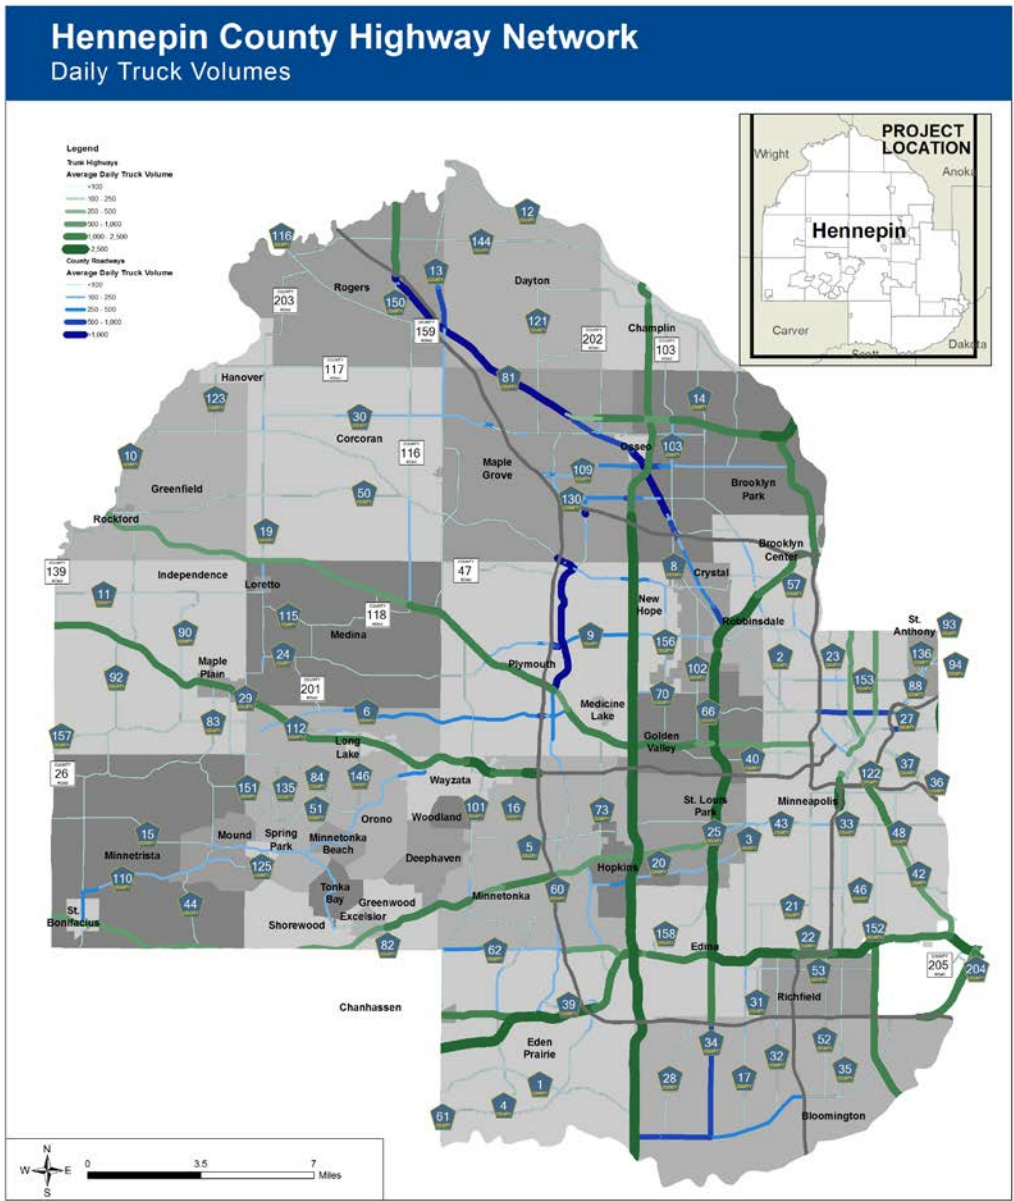 Hennepin County Highway Network
Daily Truck Volumes
Legend
Trunk Highways
Average Daily Truck Volume
<100
100 - 250
250 - 500
500 - 1,000
1,000 - 2,500
>2,500
County Roadways
Average Daily Truck Volume
<100
100 - 250
250 - 500
500 - 1,000
>1,000
PROJECT
LOCATION
Wright
Anoka
Hennepin
Carver
Scott
Dakota
12
116
144
13
Rogers
Dayton
203
150
121
159
202
Champlin
103
117
Hanover
81
123
14
30
Corcoran
Osseo
103
116
10
Maple
Grove
109
50
Brooklyn
Park
Greenfield
130
Rockford
19
Brooklyn
Center
139
Independence
47
8
Crystal
Loretto
57
11
New
Hope
115
118
Robbinsdale
St.
Anthony
93
90
Medina
9
156
136
24
2
23
94
Maple
Plain
Plymouth
102
92
153
88
201
29
70
6
Medicine
Lake
66
27
83
112
157
Long
Lake
Golden
Valley
40
37
26
84
146
Wayzata
122
36
151
135
51
Orono
Woodland
101
16
73
St. Louis
Park
Minneapolis
15
Mound
Spring
Park
Minnetonka
Beach
25
43
33
48
3
Minnetrista
5
Deephaven
125
Hopkins
20
110
42
Tonka
Bay
Minnetonka
60
46
44
Greenwood
21
St.
Bonifacius
Excelsior
Shorewood
158
152
82
62
Edina
22
205
53
204
Chanhassen
39
31
Richfield
Eden
Prairie
34
52
32
35
1
28
17
4
61
Bloomington
N
W
E
S
0
3.5
7
Miles